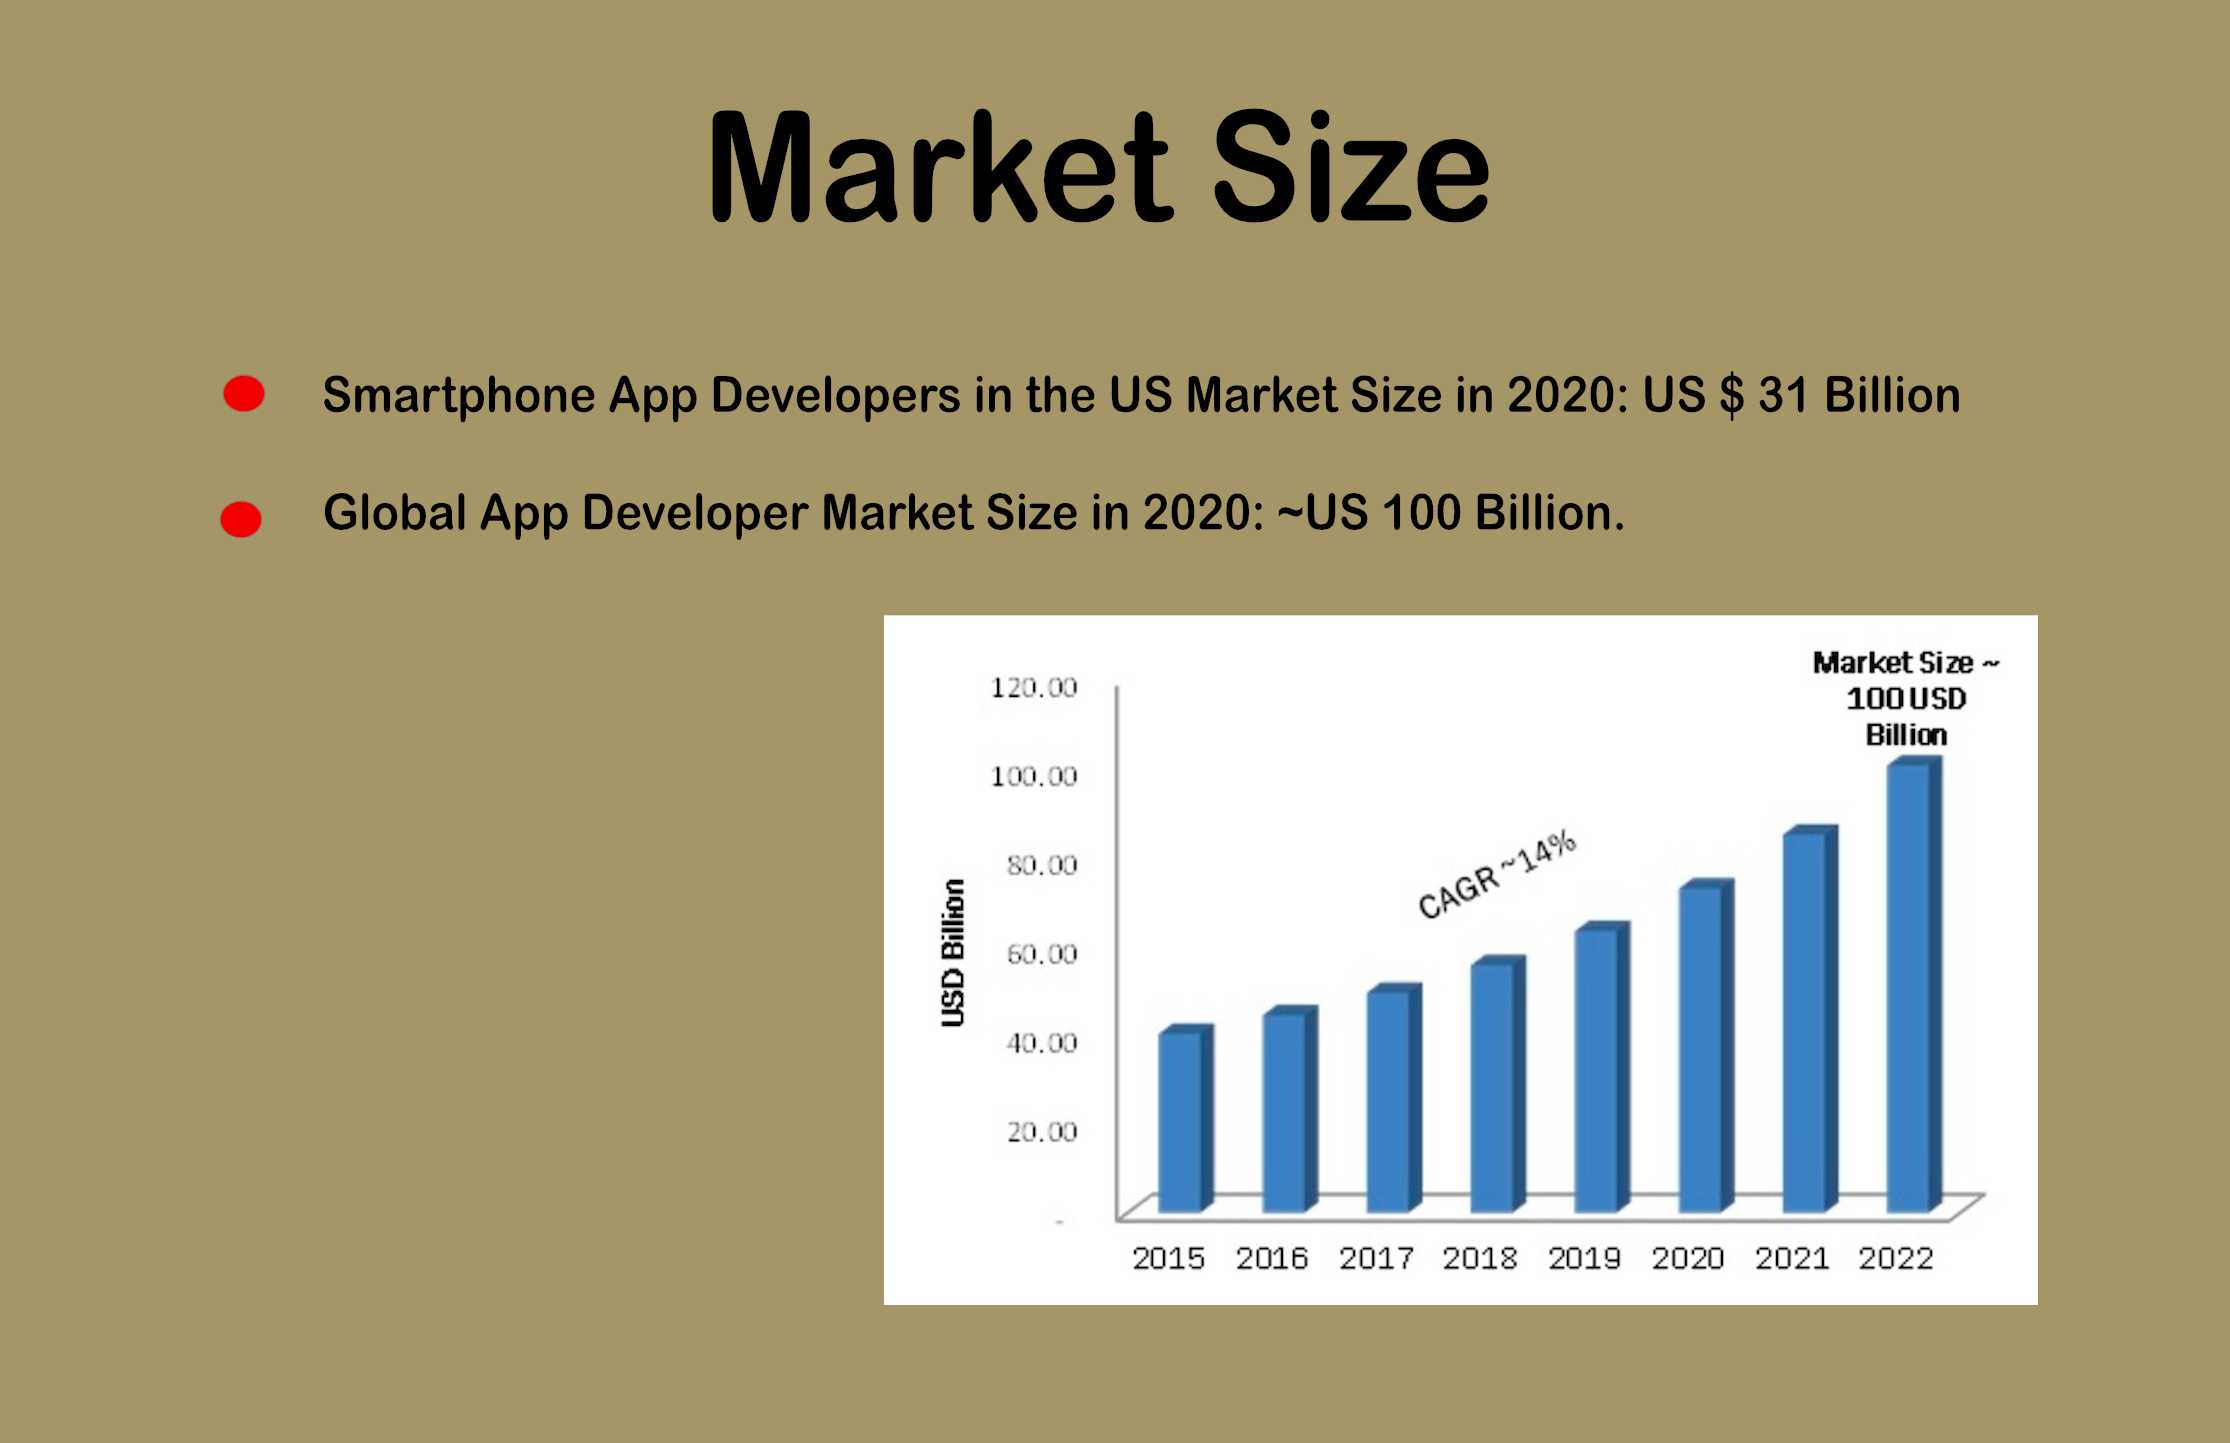 Market Size
Smartphone App Developers in the US Market Size in 2020: US $ 31 Billion
Global App Developer Market Size in 2020: ~US 100 Billion.
Market Size ~
100 USD
Billion
120.00
100.00
80.00
60.00
40.00
20.00
-
USD Billion
CAGR ~14%
2015 2016 2017 2018 2019 2020 2021 2022